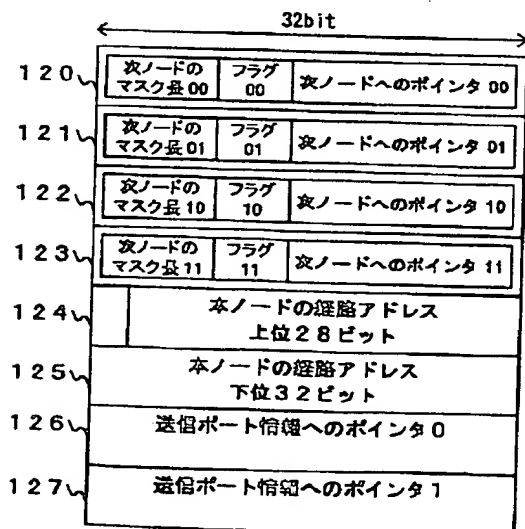 32bit
120
次ノードの
マスク長 00
フラグ
00
次ノードへのポインタ 00
121
次ノードの
マスク長 01
フラグ
01
次ノードへのポインタ 01
122
次ノードの
マスク長 10
フラグ
10
次ノードへのポインタ 10
123
次ノードの
マスク長 11
フラグ
11
次ノードへのポインタ 11
124
本ノードの経路アドレス
上位28ビット
125
本ノードの経路アドレス
下位32ビット
126
送信ポート情報へのポインタ0
127
送信ポート情報へのポインタ1